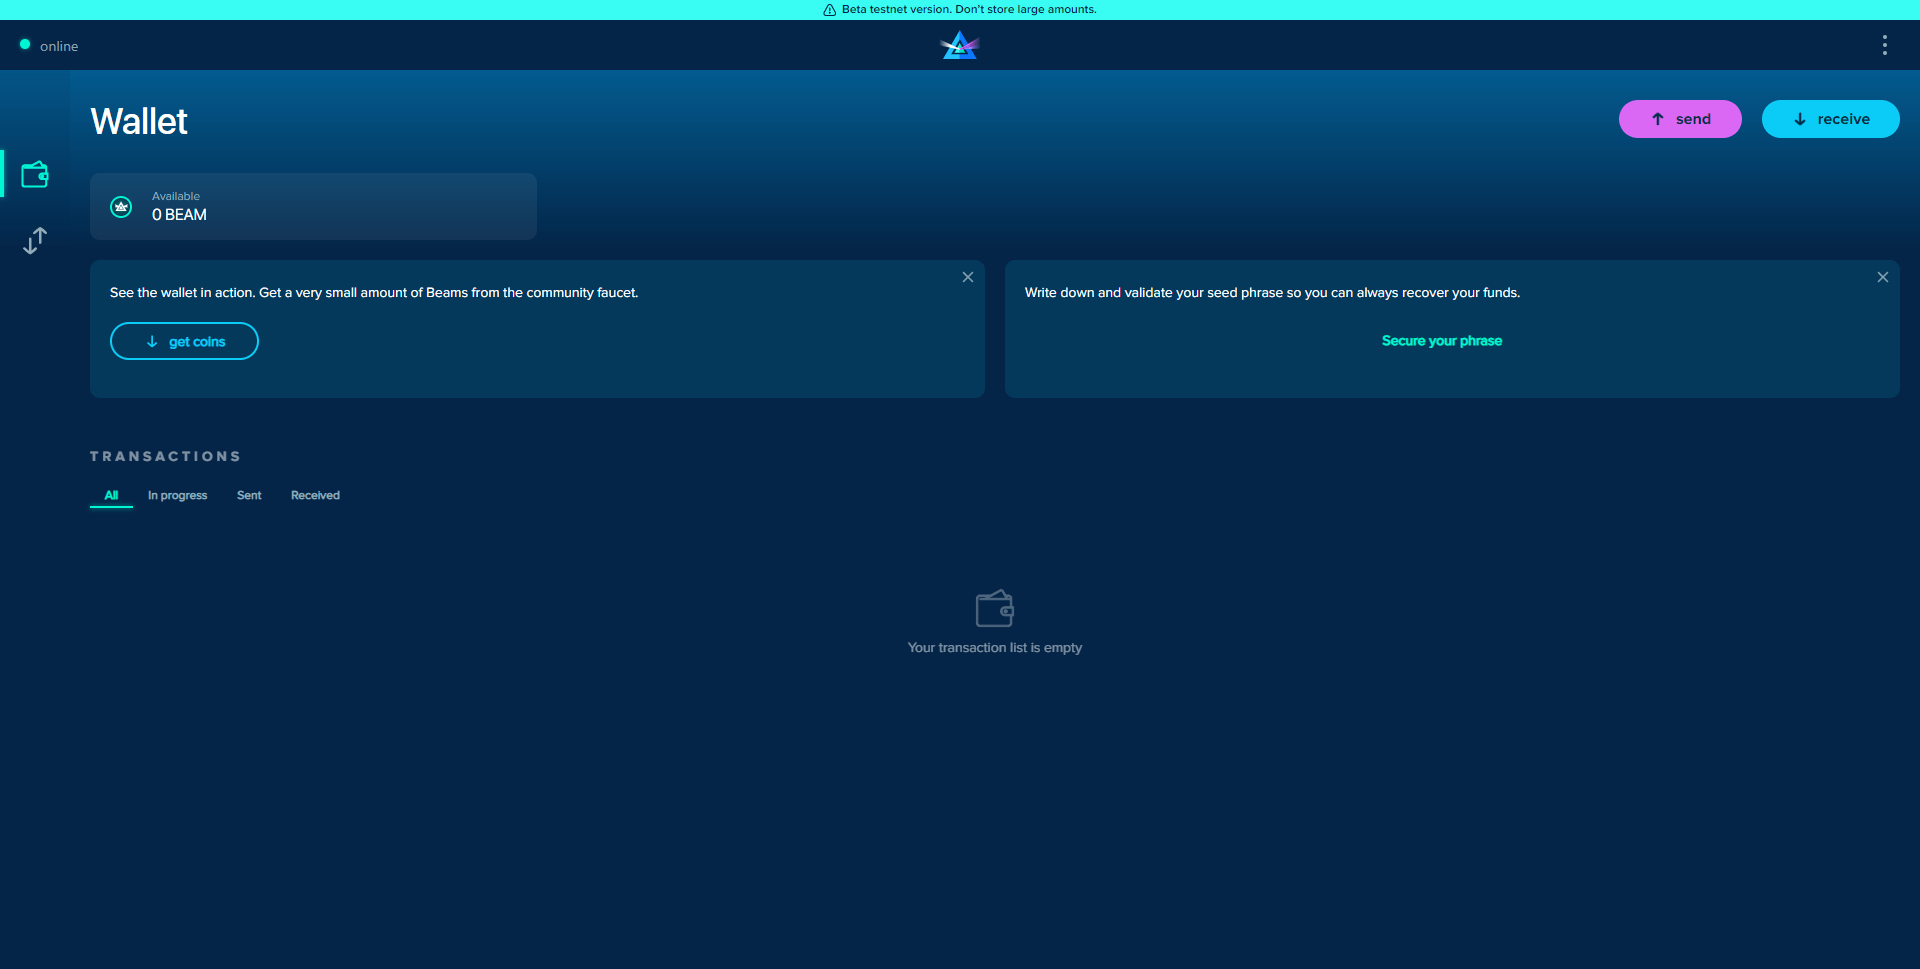 Beta testnet version. Don't store large amounts.
online
Wallet
send
receive
Available
0 BEAM
See the wallet in action. Get a very small amount of Beams from the community faucet.
get coins
Write down and validate your seed phrase so you can always recover your funds.
Secure your phrase
TRANSACTIONS
All In progress Sent Received
Your transaction list is empty